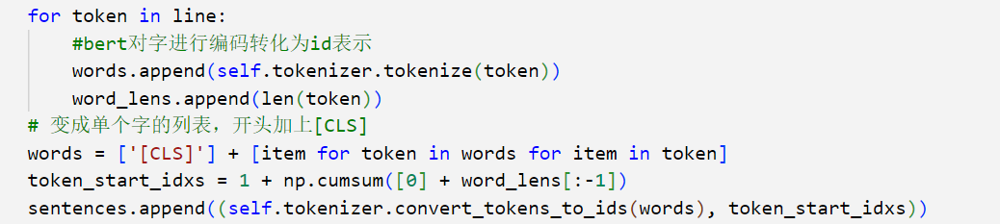 for token in line:
    #bert对字进行编码转化为id表示
    words.append(self.tokenizer.tokenize(token))
    word_lens.append(len(token))
# 变成单个字的列表，开头加上[CLS]
words = ['[CLS]'] + [item for token in words for item in token]
token_start_idxs = 1 + np.cumsum([0] + word_lens[:-1])
sentences.append((self.tokenizer.convert_tokens_to_ids(words), token_start_idxs))